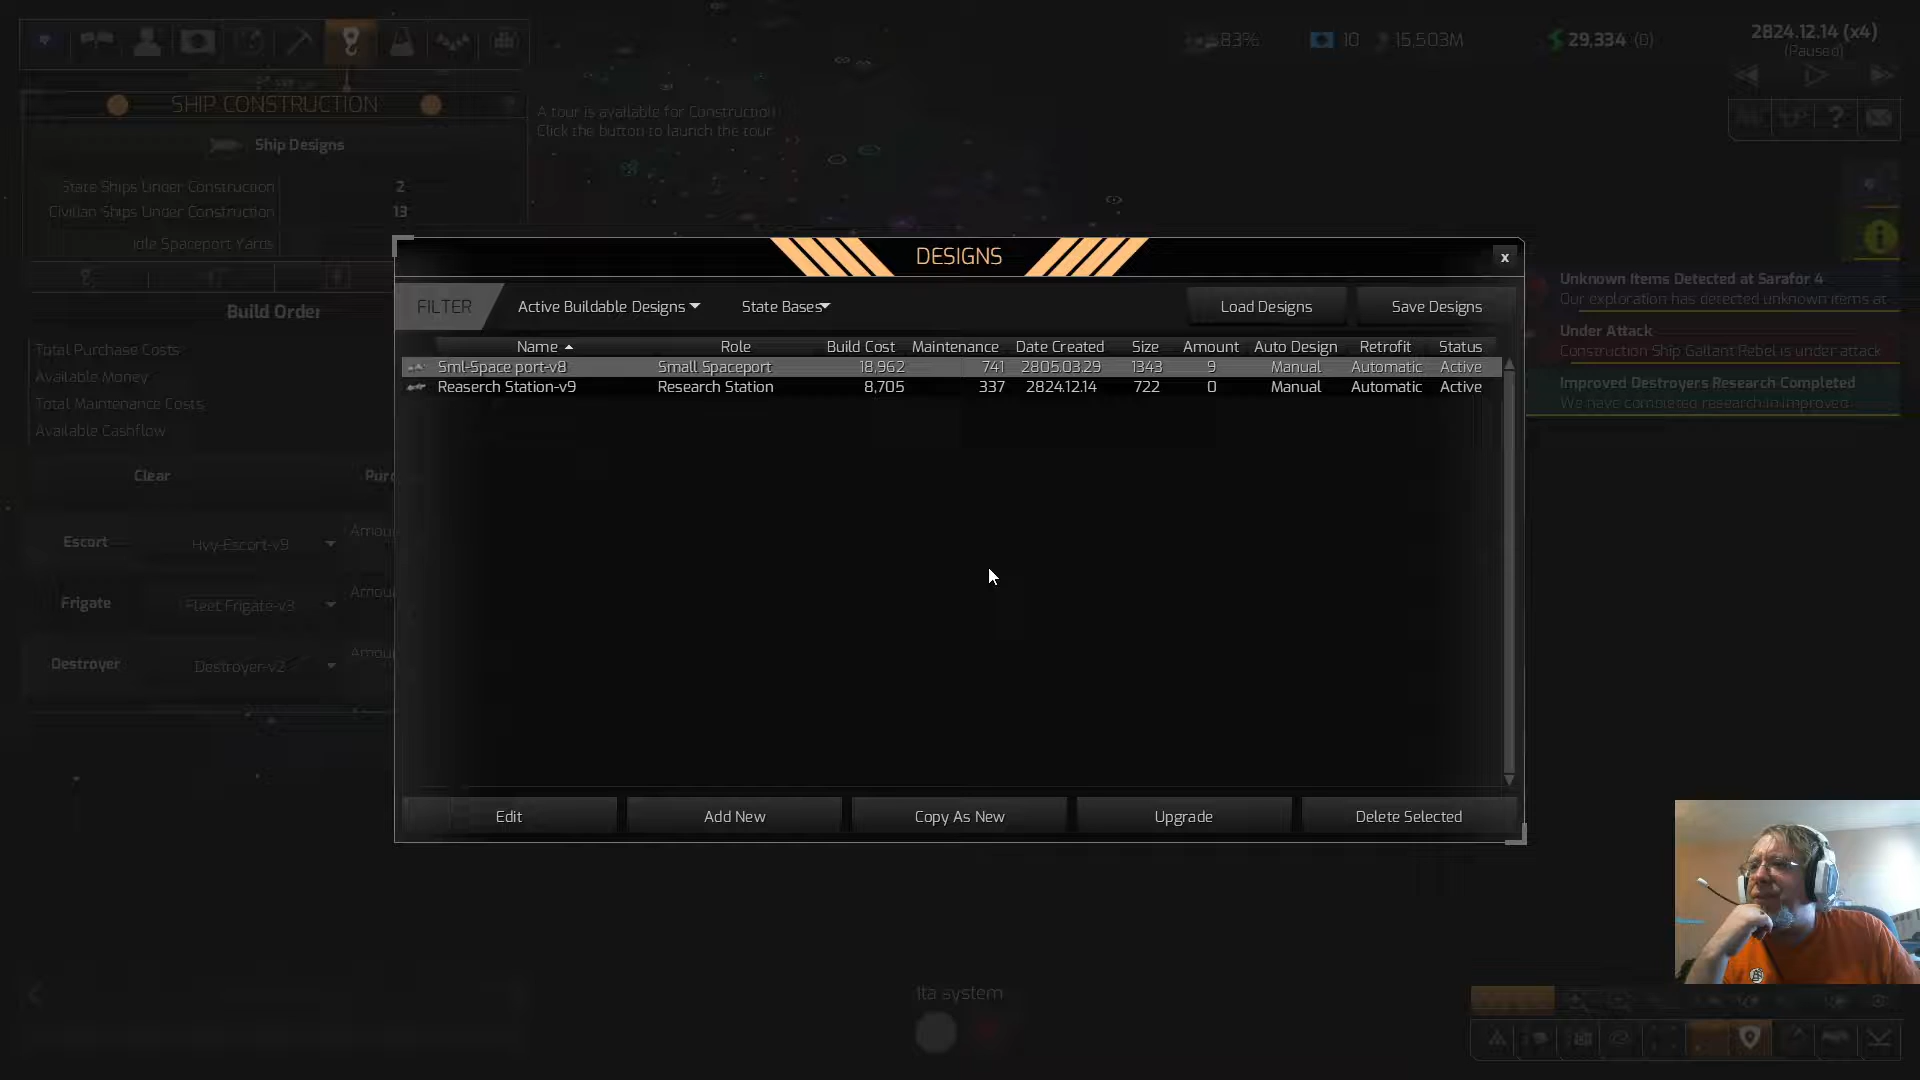 83%
10
15,503M
29,334 (0)
2824.12.14 (x4)
(Paused)
SHIP CONSTRUCTION
A tour is available for Construction
Click the button to launch the tour
Ship Designs
State Ships Under Construction 2
Civilian Ships Under Construction 13
Idle Spaceport Yards
Build Order
Total Purchase Costs
Available Money
Total Maintenance Costs
Available Cashflow
Clear
Escort Hvy-Escort-v9
Frigate Fleet Frigate-v3
Destroyer Destroyer-v2
DESIGNS
x
FILTER Active Buildable Designs State Bases Load Designs Save Designs
Name Role Build Cost Maintenance Date Created Size Amount Auto Design Retrofit Status
Sml-Space port-v8 Small Spaceport 18,962 741 2805.03.29 1343 9 Manual Automatic Active
Reaserch Station-v9 Research Station 8,705 337 2824.12.14 722 0 Manual Automatic Active
Edit Add New Copy As New Upgrade Delete Selected
Unknown Items Detected at Sarafor 4
Our exploration has detected unknown items at
Under Attack
Construction Ship Gallant Rebel is under attack
Improved Destroyers Research Completed
We have completed research in Improved
Ita system